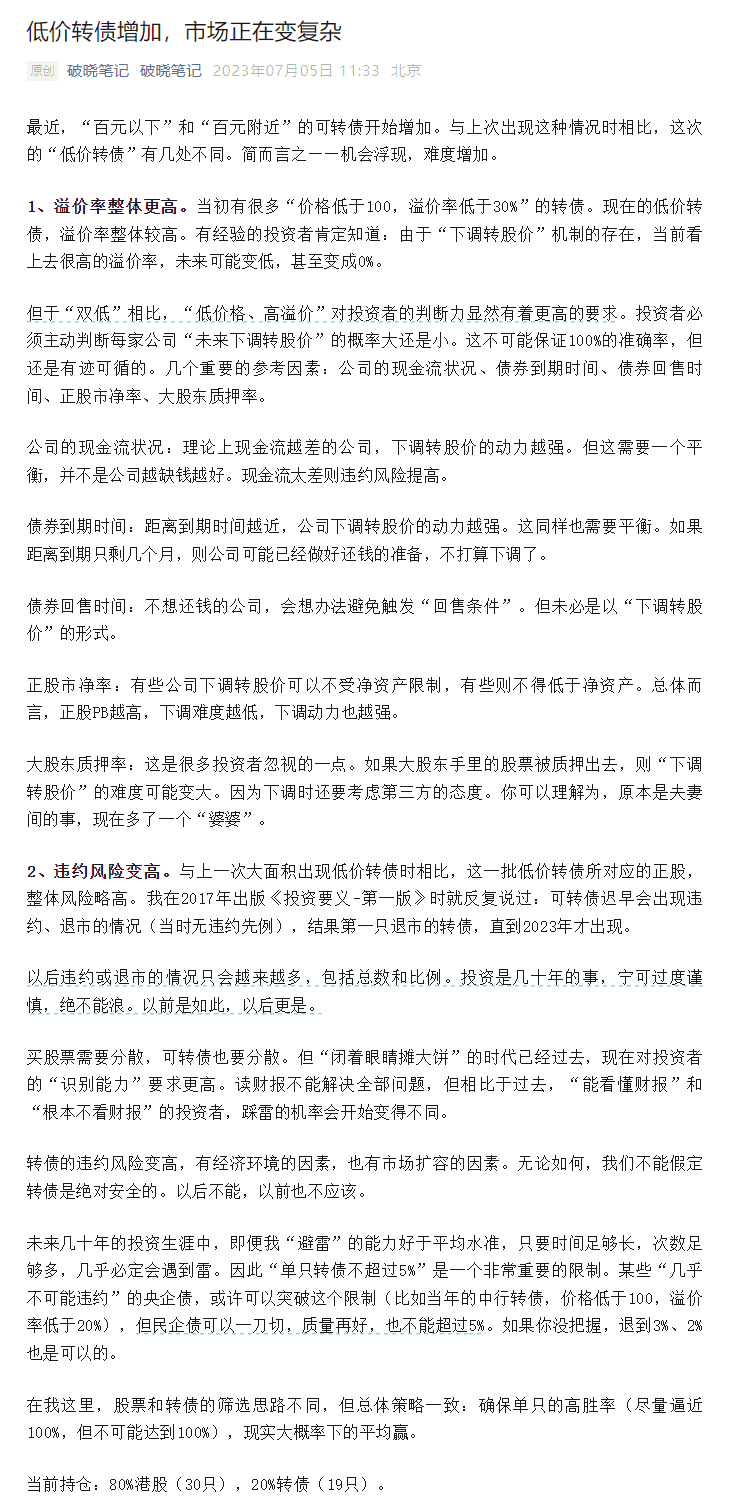 低价转债增加，市场正在变复杂
原创 破晓笔记 破晓笔记 2023年07月05日 11:33 北京
最近，“百元以下”和“百元附近”的可转债开始增加。与上次出现这种情况时相比，这次
的“低价转债”有几处不同。简而言之——机会浮现，难度增加。
1、溢价率整体更高。当初有很多“价格低于100，溢价率低于30%”的转债。现在的低价转
债，溢价率整体较高。有经验的投资者肯定知道：由于“下调转股价”机制的存在，当前看
上去很高的溢价率，未来可能变低，甚至变成0%。
但于“双低”相比，“低价格、高溢价”对投资者的判断力显然有着更高的要求。投资者必
须主动判断每家公司“未来下调转股价”的概率大还是小。这不可能保证100%的准确率，但
还是有迹可循的。几个重要的参考因素：公司的现金流状况、债券到期时间、债券回售时
间、正股市净率、大股东质押率。
公司的现金流状况：理论上现金流越差的公司，下调转股价的动力越强。但这需要一个平
衡，并不是公司越缺钱越好。现金流太差则违约风险提高。
债券到期时间：距离到期时间越近，公司下调转股价的动力越强。这同样也需要平衡。如果
距离到期只剩几个月，则公司可能已经做好还钱的准备，不打算下调了。
债券回售时间：不想还钱的公司，会想办法避免触发“回售条件”。但未必是以“下调转股
价”的形式。
正股市净率：有些公司下调转股价可以不受净资产限制，有些则不得低于净资产。总体而
言，正股PB越高，下调难度越低，下调动力也越强。
大股东质押率：这是很多投资者忽视的一点。如果大股东手里的股票被质押出去，则“下调
转股价”的难度可能变大。因为下调时还要考虑第三方的态度。你可以理解为，原本是夫妻
间的事，现在多了一个“婆婆”。
2、违约风险变高。与上一次大面积出现低价转债时相比，这一批低价转债所对应的正股，
整体风险略高。我在2017年出版《投资要义-第一版》时就反复说过：可转债迟早会出现违
约、退市的情况（当时无违约先例），结果第一只退市的转债，直到2023年才出现。
以后违约或退市的情况只会越来越多，包括总数和比例。投资是几十年的事，宁可过度谨
慎，绝不能浪。以前是如此，以后更是。
买股票需要分散，可转债也要分散。但“闭着眼睛摊大饼”的时代已经过去，现在对投资者
的“识别能力”要求更高。读财报不能解决全部问题，但相比于过去，“能看懂财报”和
“根本不看财报”的投资者，踩雷的机率会开始变得不同。
转债的违约风险变高，有经济环境的因素，也有市场扩容的因素。无论如何，我们不能假定
转债是绝对安全的。以后不能，以前也不应该。
未来几十年的投资生涯中，即便我“避雷”的能力好于平均水准，只要时间足够长，次数足
够多，几乎必定会遇到雷。因此“单只转债不超过5%”是一个非常重要的限制。某些“几乎
不可能违约”的央企债，或许可以突破这个限制（比如当年的中行转债，价格低于100，溢价
率低于20%），但民企债可以一刀切，质量再好，也不能超过5%。如果你没把握，退到3%、2%
也是可以的。
在我这里，股票和转债的筛选思路不同，但总体策略一致：确保单只的高胜率（尽量逼近
100%，但不可能达到100%），现实大概率下的平均赢。
当前持仓：80%港股（30只），20%转债（19只）。